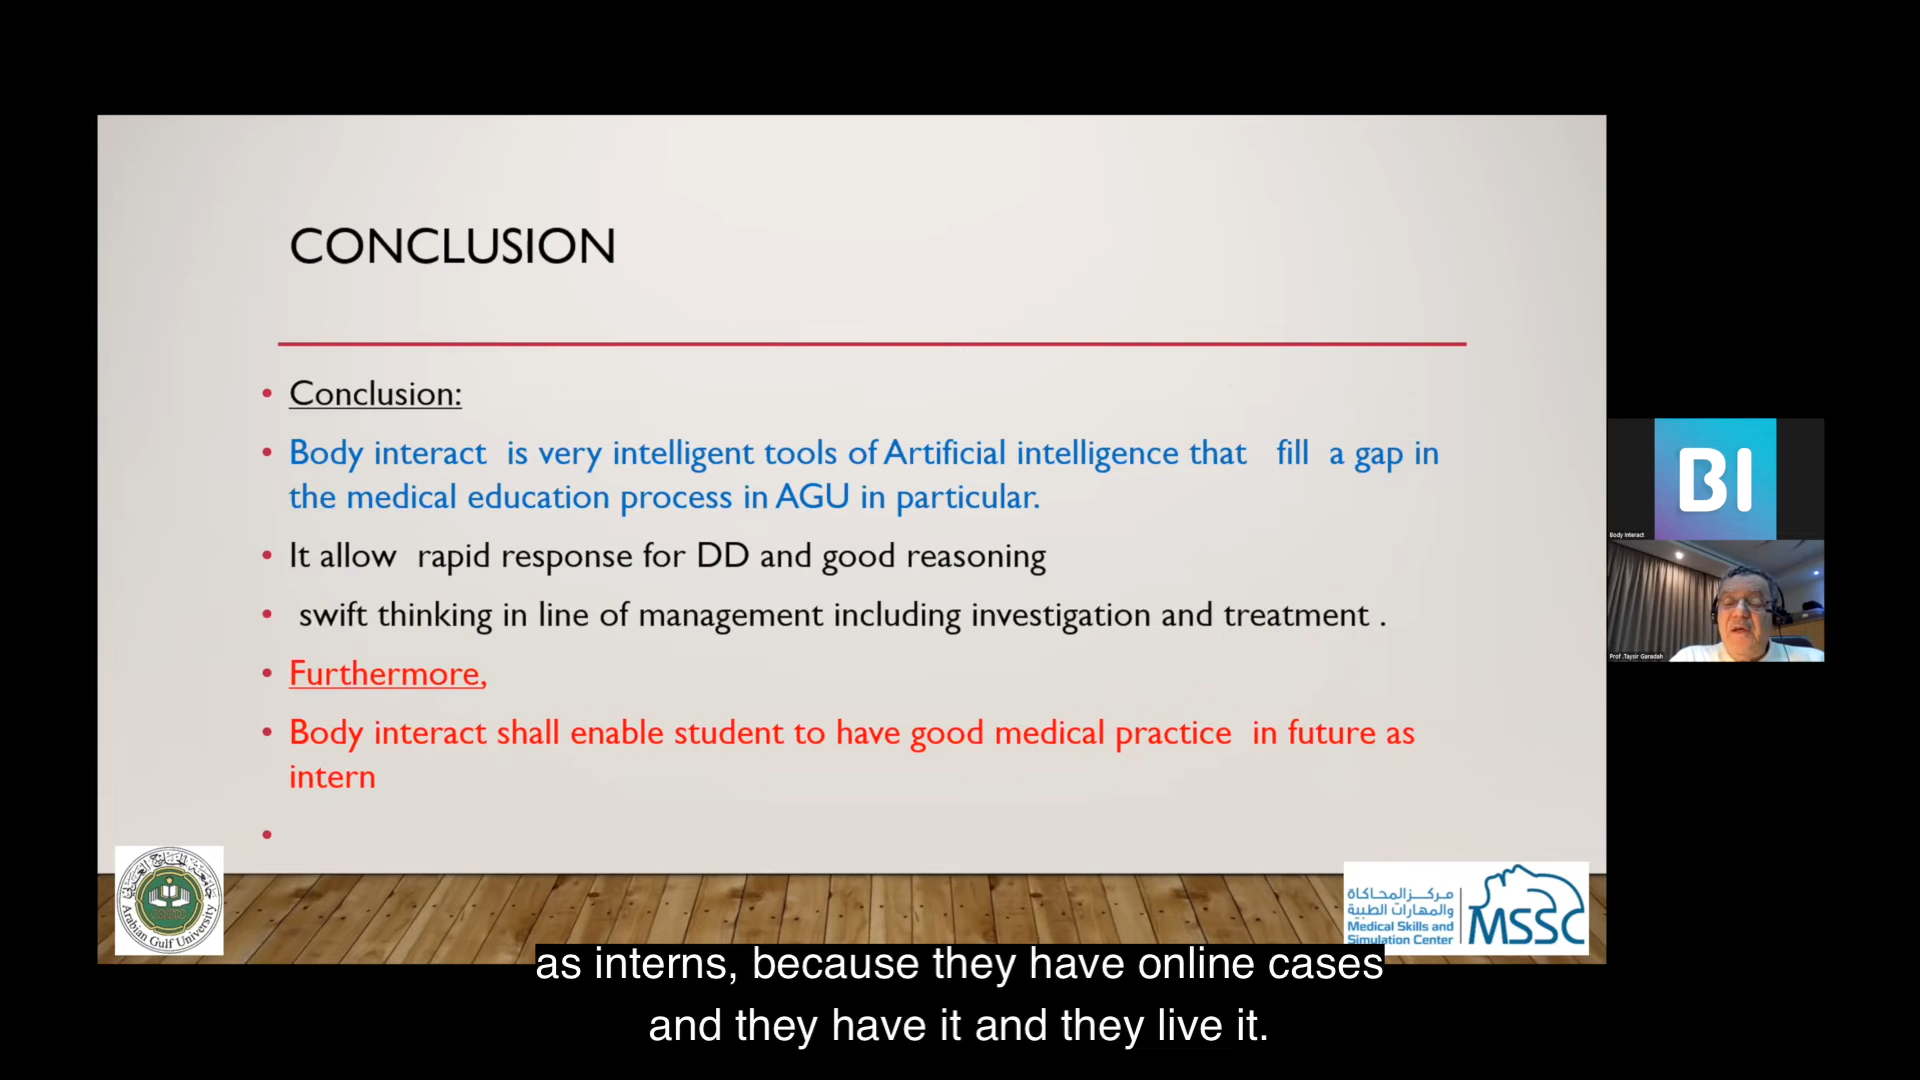 CONCLUSION
• Conclusion:
• Body interact is very intelligent tools of Artificial intelligence that fill a gap in
the medical education process in AGU in particular.
• It allow rapid response for DD and good reasoning
• swift thinking in line of management including investigation and treatment .
• Furthermore,
• Body interact shall enable student to have good medical practice in future as
intern
•
BI
Body Interact
Prof .Taysir Garadah
جامعة الخليج العربي
Arabian Gulf University
مركز المحاكاة
والمهارات الطبية
Medical Skills and
Simulation Center
MSSC
as interns, because they have online cases
and they have it and they live it.